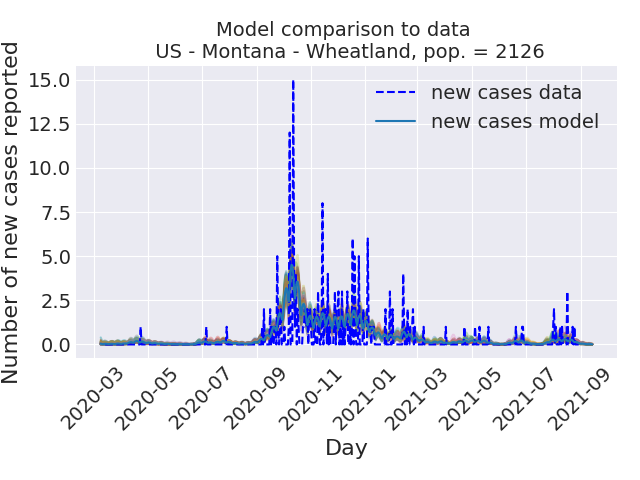 Model comparison to data
US - Montana - Wheatland, pop. = 2126
Number of new cases reported
15.0
12.5
10.0
7.5
5.0
2.5
0.0
new cases data
new cases model
2020-03
2020-05
2020-07
2020-09
2020-11
2021-01
2021-03
2021-05
2021-07
2021-09
Day